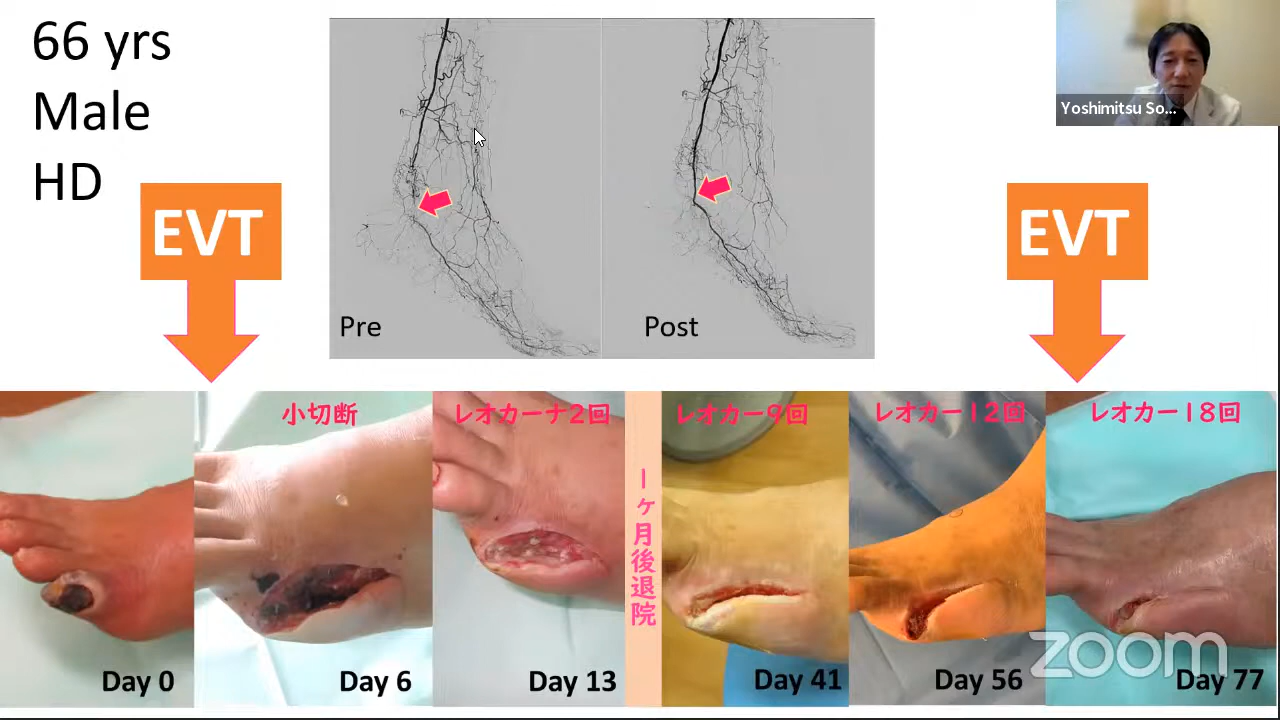 66 yrs
Male
HD
EVT
Pre
Post
Yoshimitsu So...
EVT
小切断
レオカーナ2回
1ヶ月後退院
レオカー9回
レオカー12回
レオカー18回
Day 0
Day 6
Day 13
Day 41
Day 56
Day 77
zoom